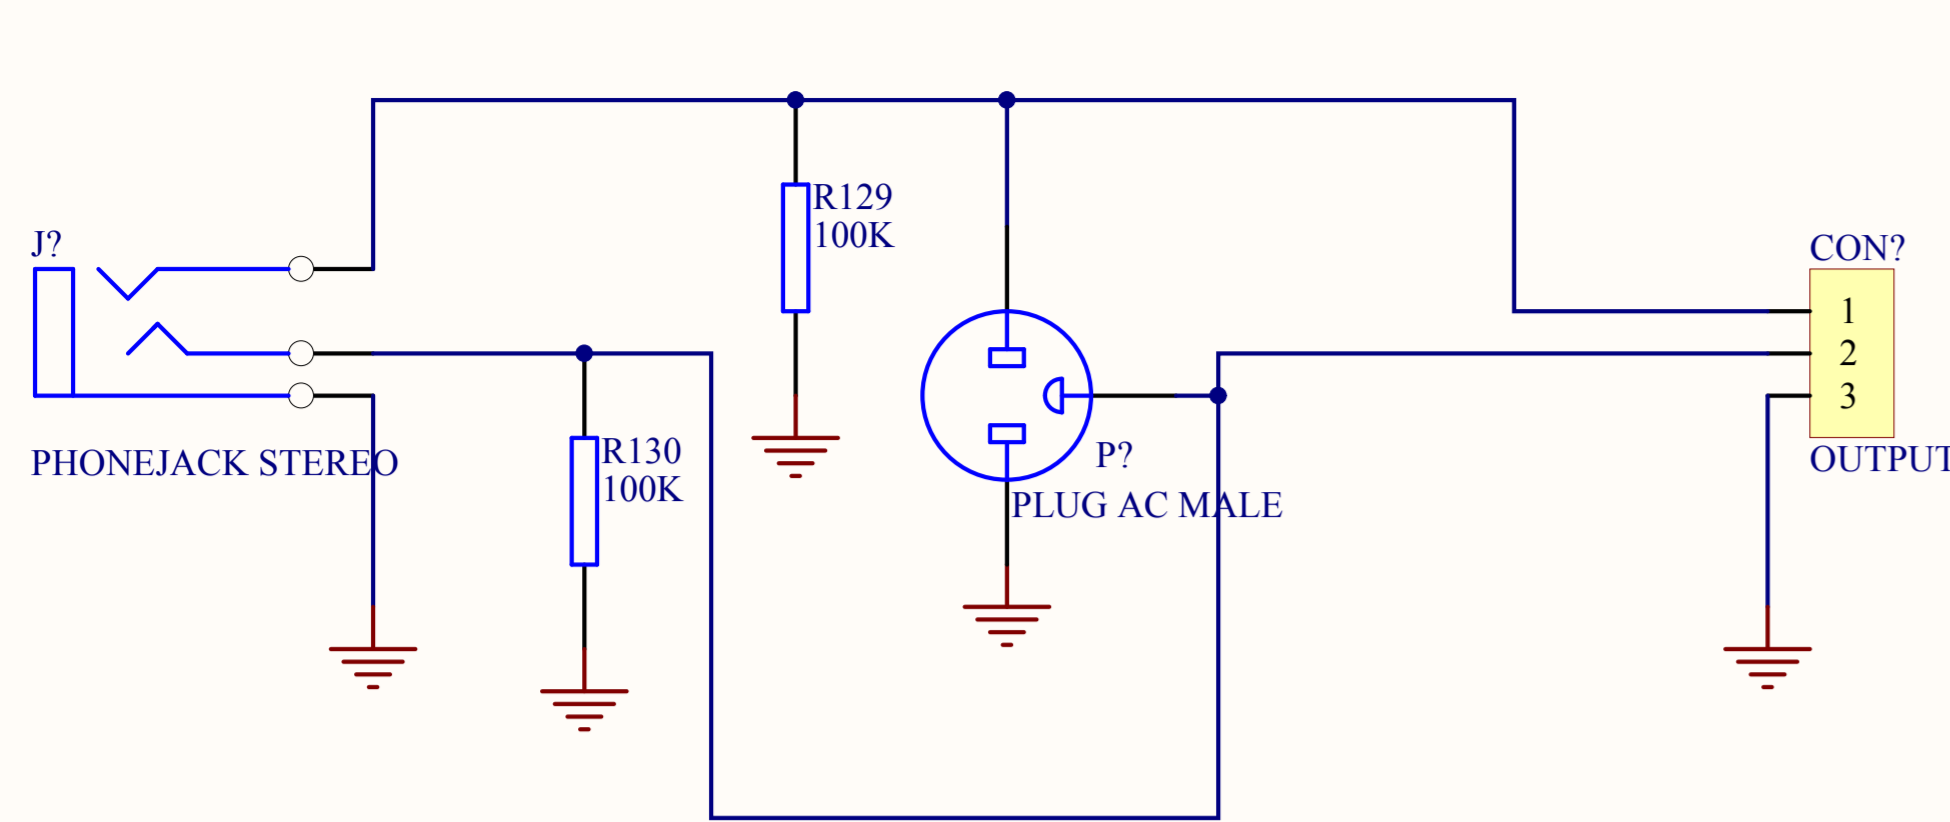 J?
PHONEJACK STEREO
R130
100K
R129
100K
P?
PLUG AC MALE
CON?
1
2
3
OUTPUT